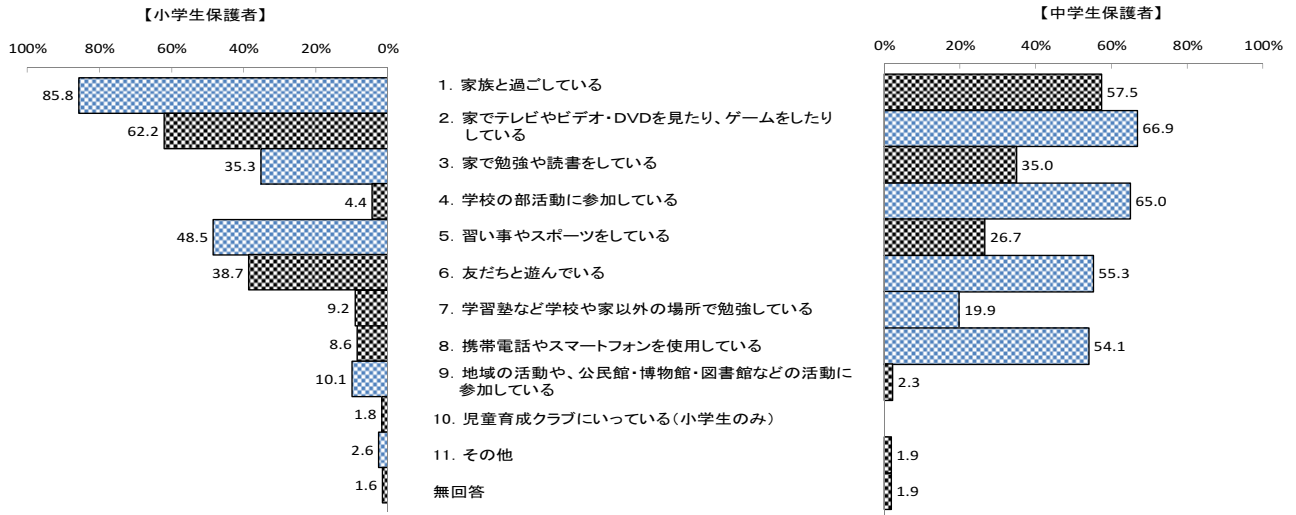 【小学生保護者】
100% 80% 60% 40% 20% 0%
85.8
62.2
35.3
4.4
48.5
38.7
9.2
8.6
10.1
1.8
2.6
1.6
1. 家族と過ごしている
2. 家でテレビやビデオ・DVDを見たり、ゲームをしたり
している
3. 家で勉強や読書をしている
4. 学校の部活動に参加している
5. 習い事やスポーツをしている
6. 友だちと遊んでいる
7. 学習塾など学校や家以外の場所で勉強している
8. 携帯電話やスマートフォンを使用している
9. 地域の活動や、公民館・博物館・図書館などの活動に
参加している
10. 児童育成クラブにいっている(小学生のみ)
11. その他
無回答
【中学生保護者】
0% 20% 40% 60% 80% 100%
57.5
66.9
35.0
65.0
26.7
55.3
19.9
54.1
2.3
1.9
1.9